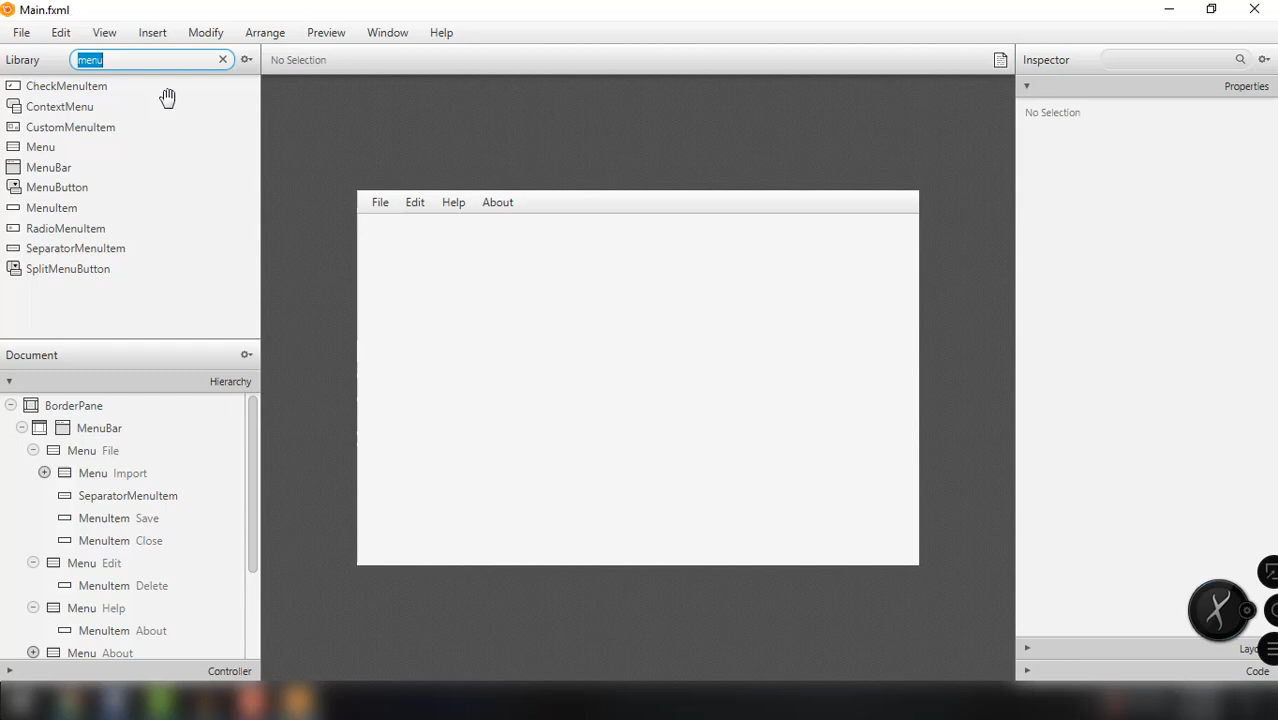 Main.fxml
File Edit View Insert Modify Arrange Preview Window Help
Library menu
No Selection
Inspector
CheckMenuItem
ContextMenu
CustomMenuItem
Menu
MenuBar
MenuButton
MenuItem
RadioMenuItem
SeparatorMenuItem
SplitMenuButton
Document
Hierarchy
BorderPane
MenuBar
Menu File
Menu Import
SeparatorMenuItem
MenuItem Save
MenuItem Close
Menu Edit
MenuItem Delete
Menu Help
MenuItem About
Menu About
Controller
File Edit Help About
Properties
No Selection
Code